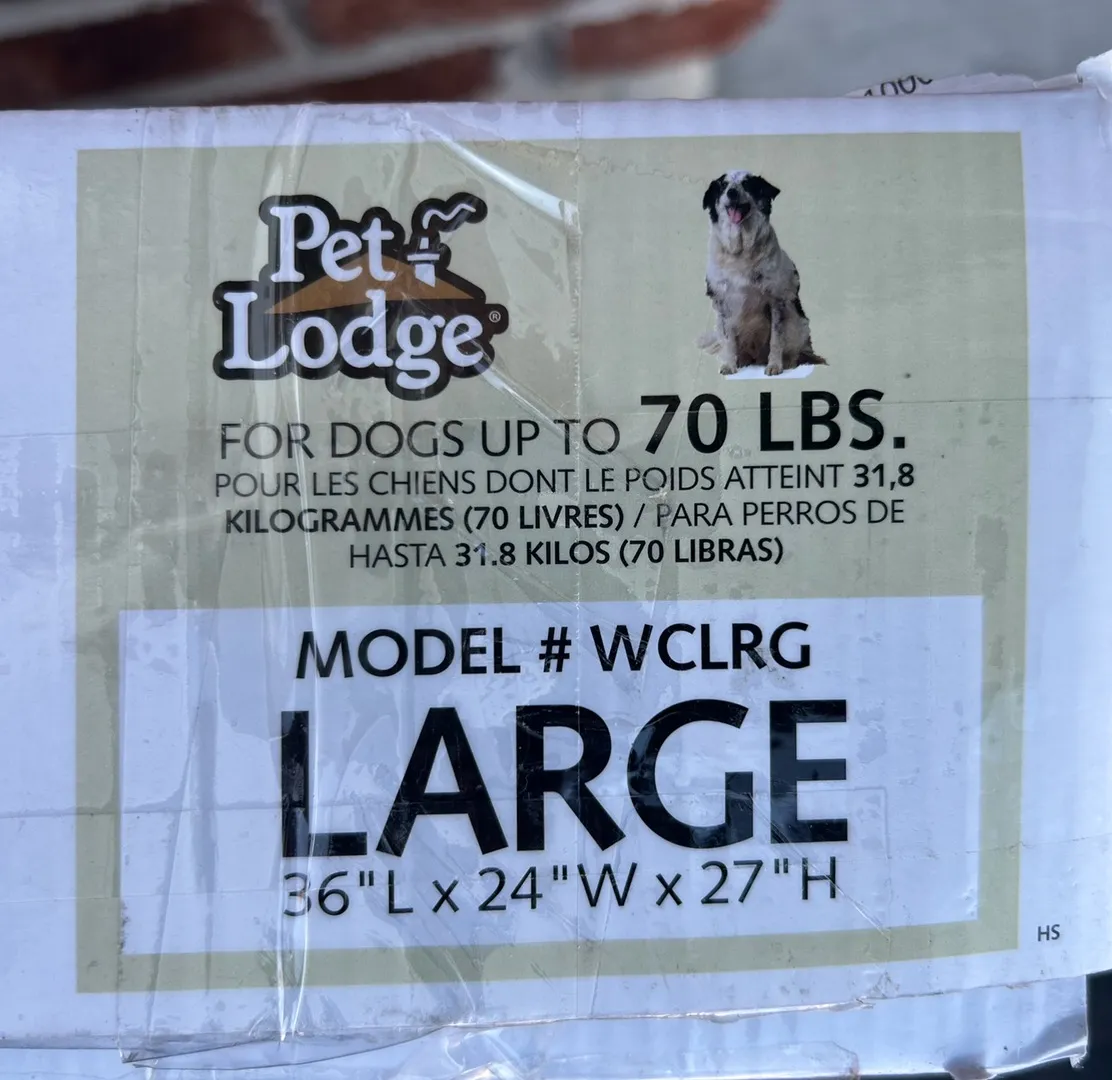 Pet
Lodge®
FOR DOGS UP TO 70 LBS.
POUR LES CHIENS DONT LE POIDS ATTEINT 31,8
KILOGRAMMES (70 LIVRES) / PARA PERROS DE
HASTA 31.8 KILOS (70 LIBRAS)
MODEL # WCLRG
LARGE
36"L x 24"W x 27"H
HS